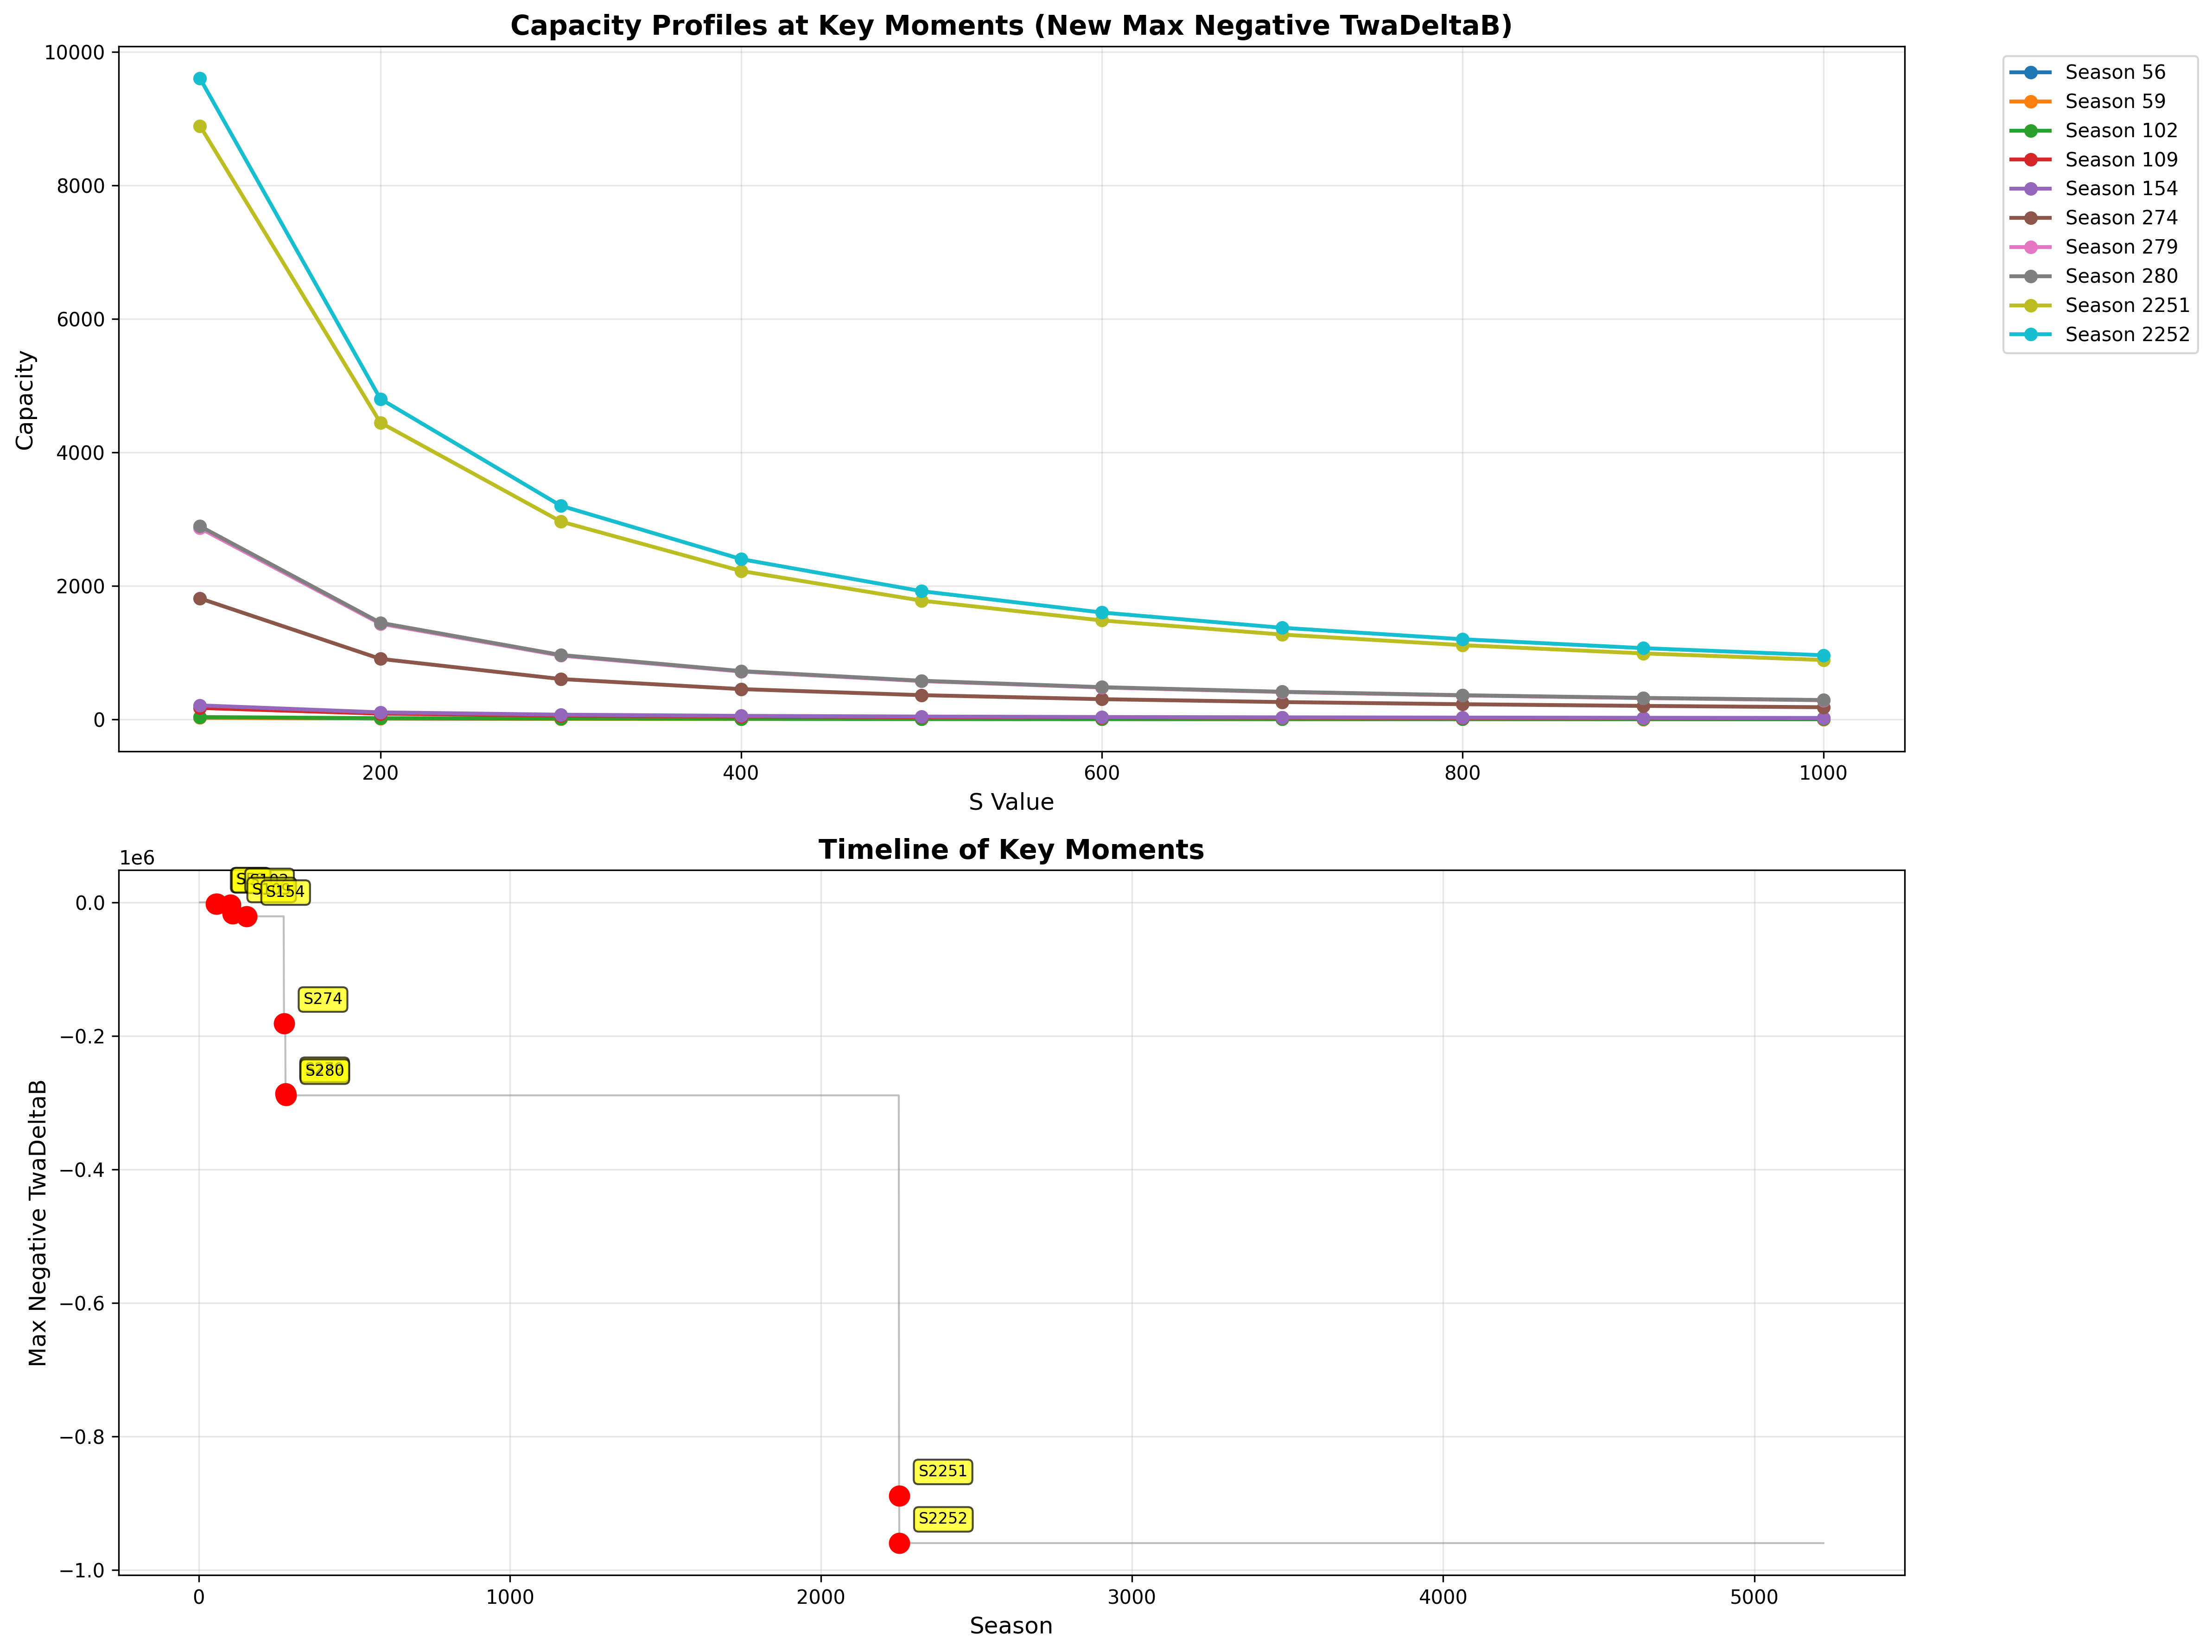 Capacity Profiles at Key Moments (New Max Negative TwaDeltaB)
10000
8000
6000
4000
2000
0
Capacity
200
400
600
800
1000
S Value
Season 56
Season 59
Season 102
Season 109
Season 154
Season 274
Season 279
Season 280
Season 2251
Season 2252
Timeline of Key Moments
1e6
0.0
−0.2
−0.4
−0.6
−0.8
−1.0
Max Negative TwaDeltaB
S154
S274
S280
S2251
S2252
0
1000
2000
3000
4000
5000
Season